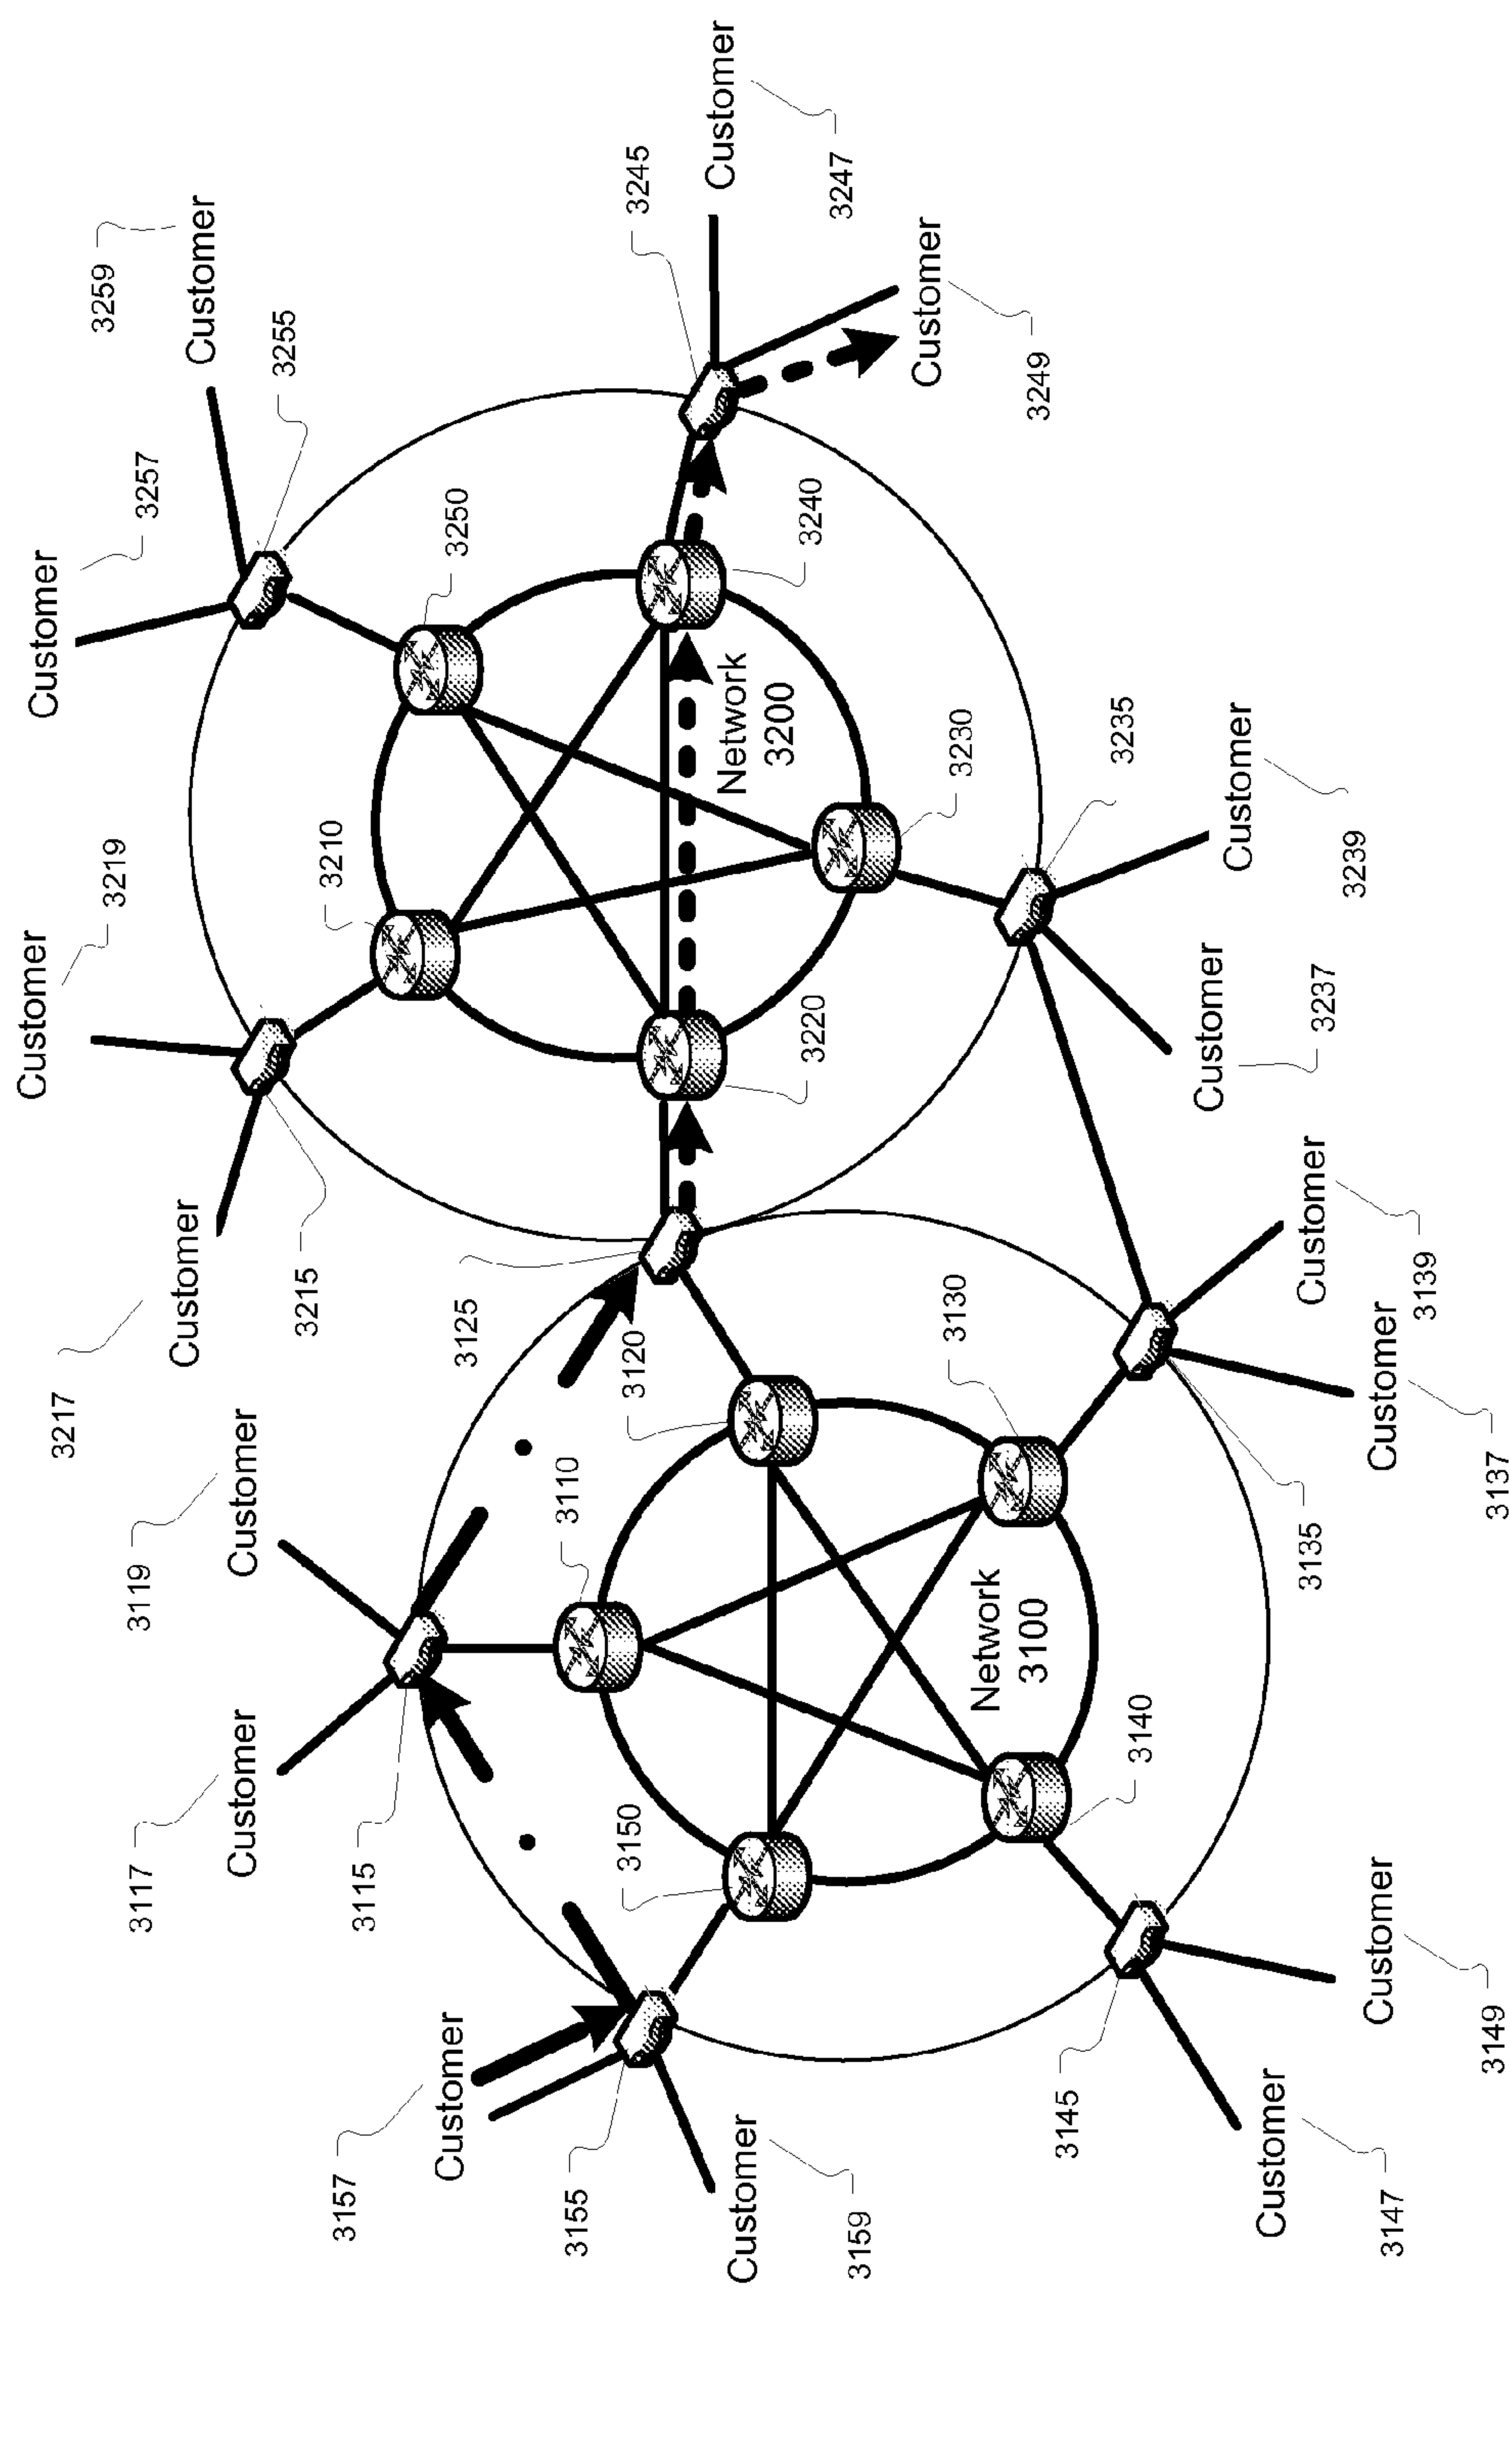 Customer
Customer
3217
3259
3219
3117
3119
3257
Customer
Customer
Customer
Customer
3255
3215
3210
3157
3115
Customer
3250
3125
3110
3155
3150
3120
3245
Customer
Network
3200
Customer
3220
3240
3247
3159
Customer
3130
3230
Network
3100
3249
3145
3235
3140
Customer
Customer
Customer
3135
Customer
3237
3239
Customer
Customer
3147
3139
3149
3137